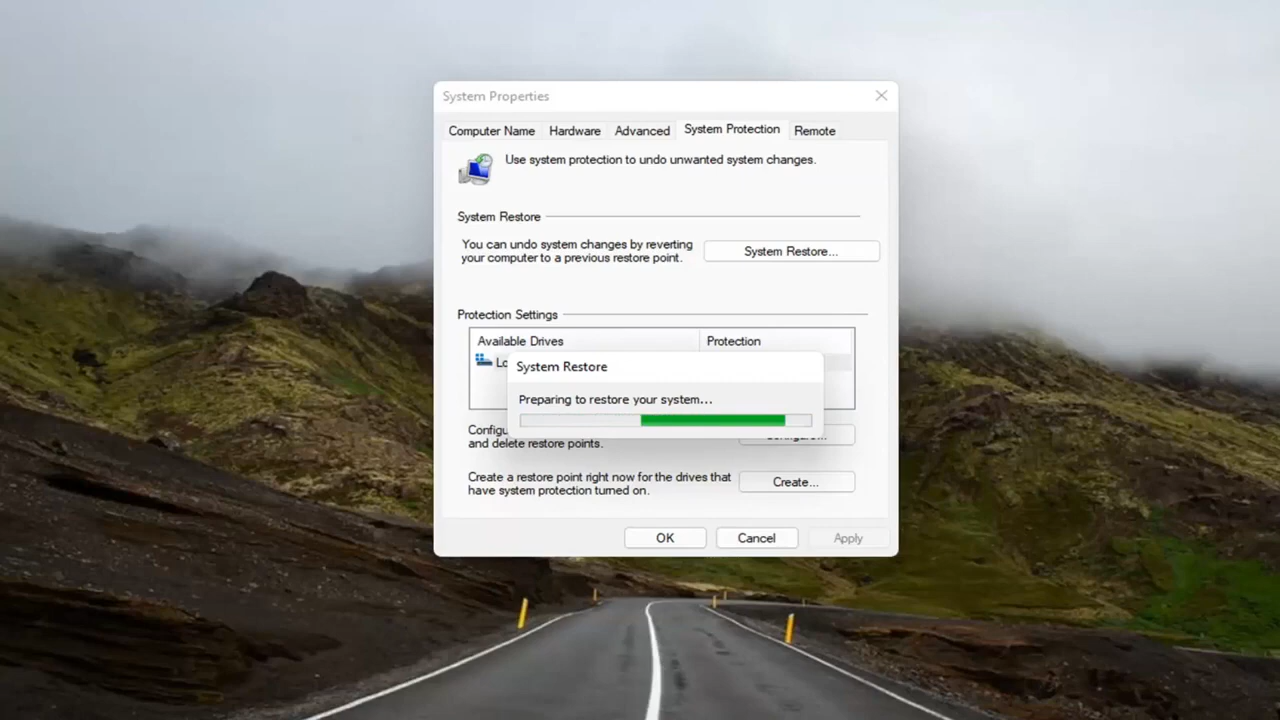 System Properties
Computer Name
Hardware
Advanced
System Protection
Remote
Use system protection to undo unwanted system changes.
System Restore
You can undo system changes by reverting
your computer to a previous restore point.
System Restore...
Protection Settings
Available Drives
Protection
Lo
System Restore
Preparing to restore your system...
Configu
and delete restore points.
Create a restore point right now for the drives that
have system protection turned on.
Create...
OK
Cancel
Apply